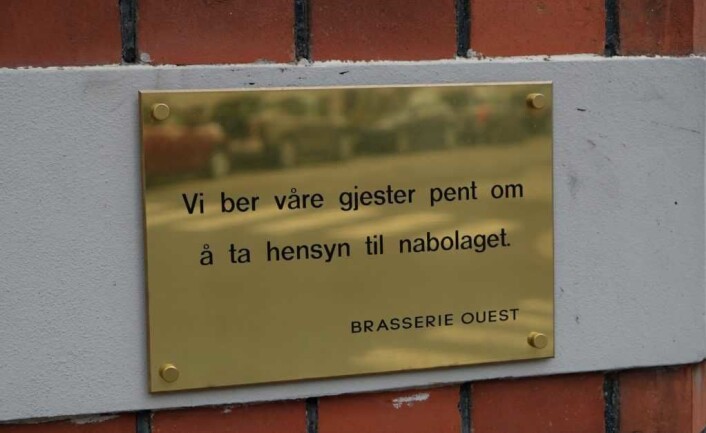 Vi ber våre gjester pent om
å ta hensyn til nabolaget.
BRASSERIE OUEST